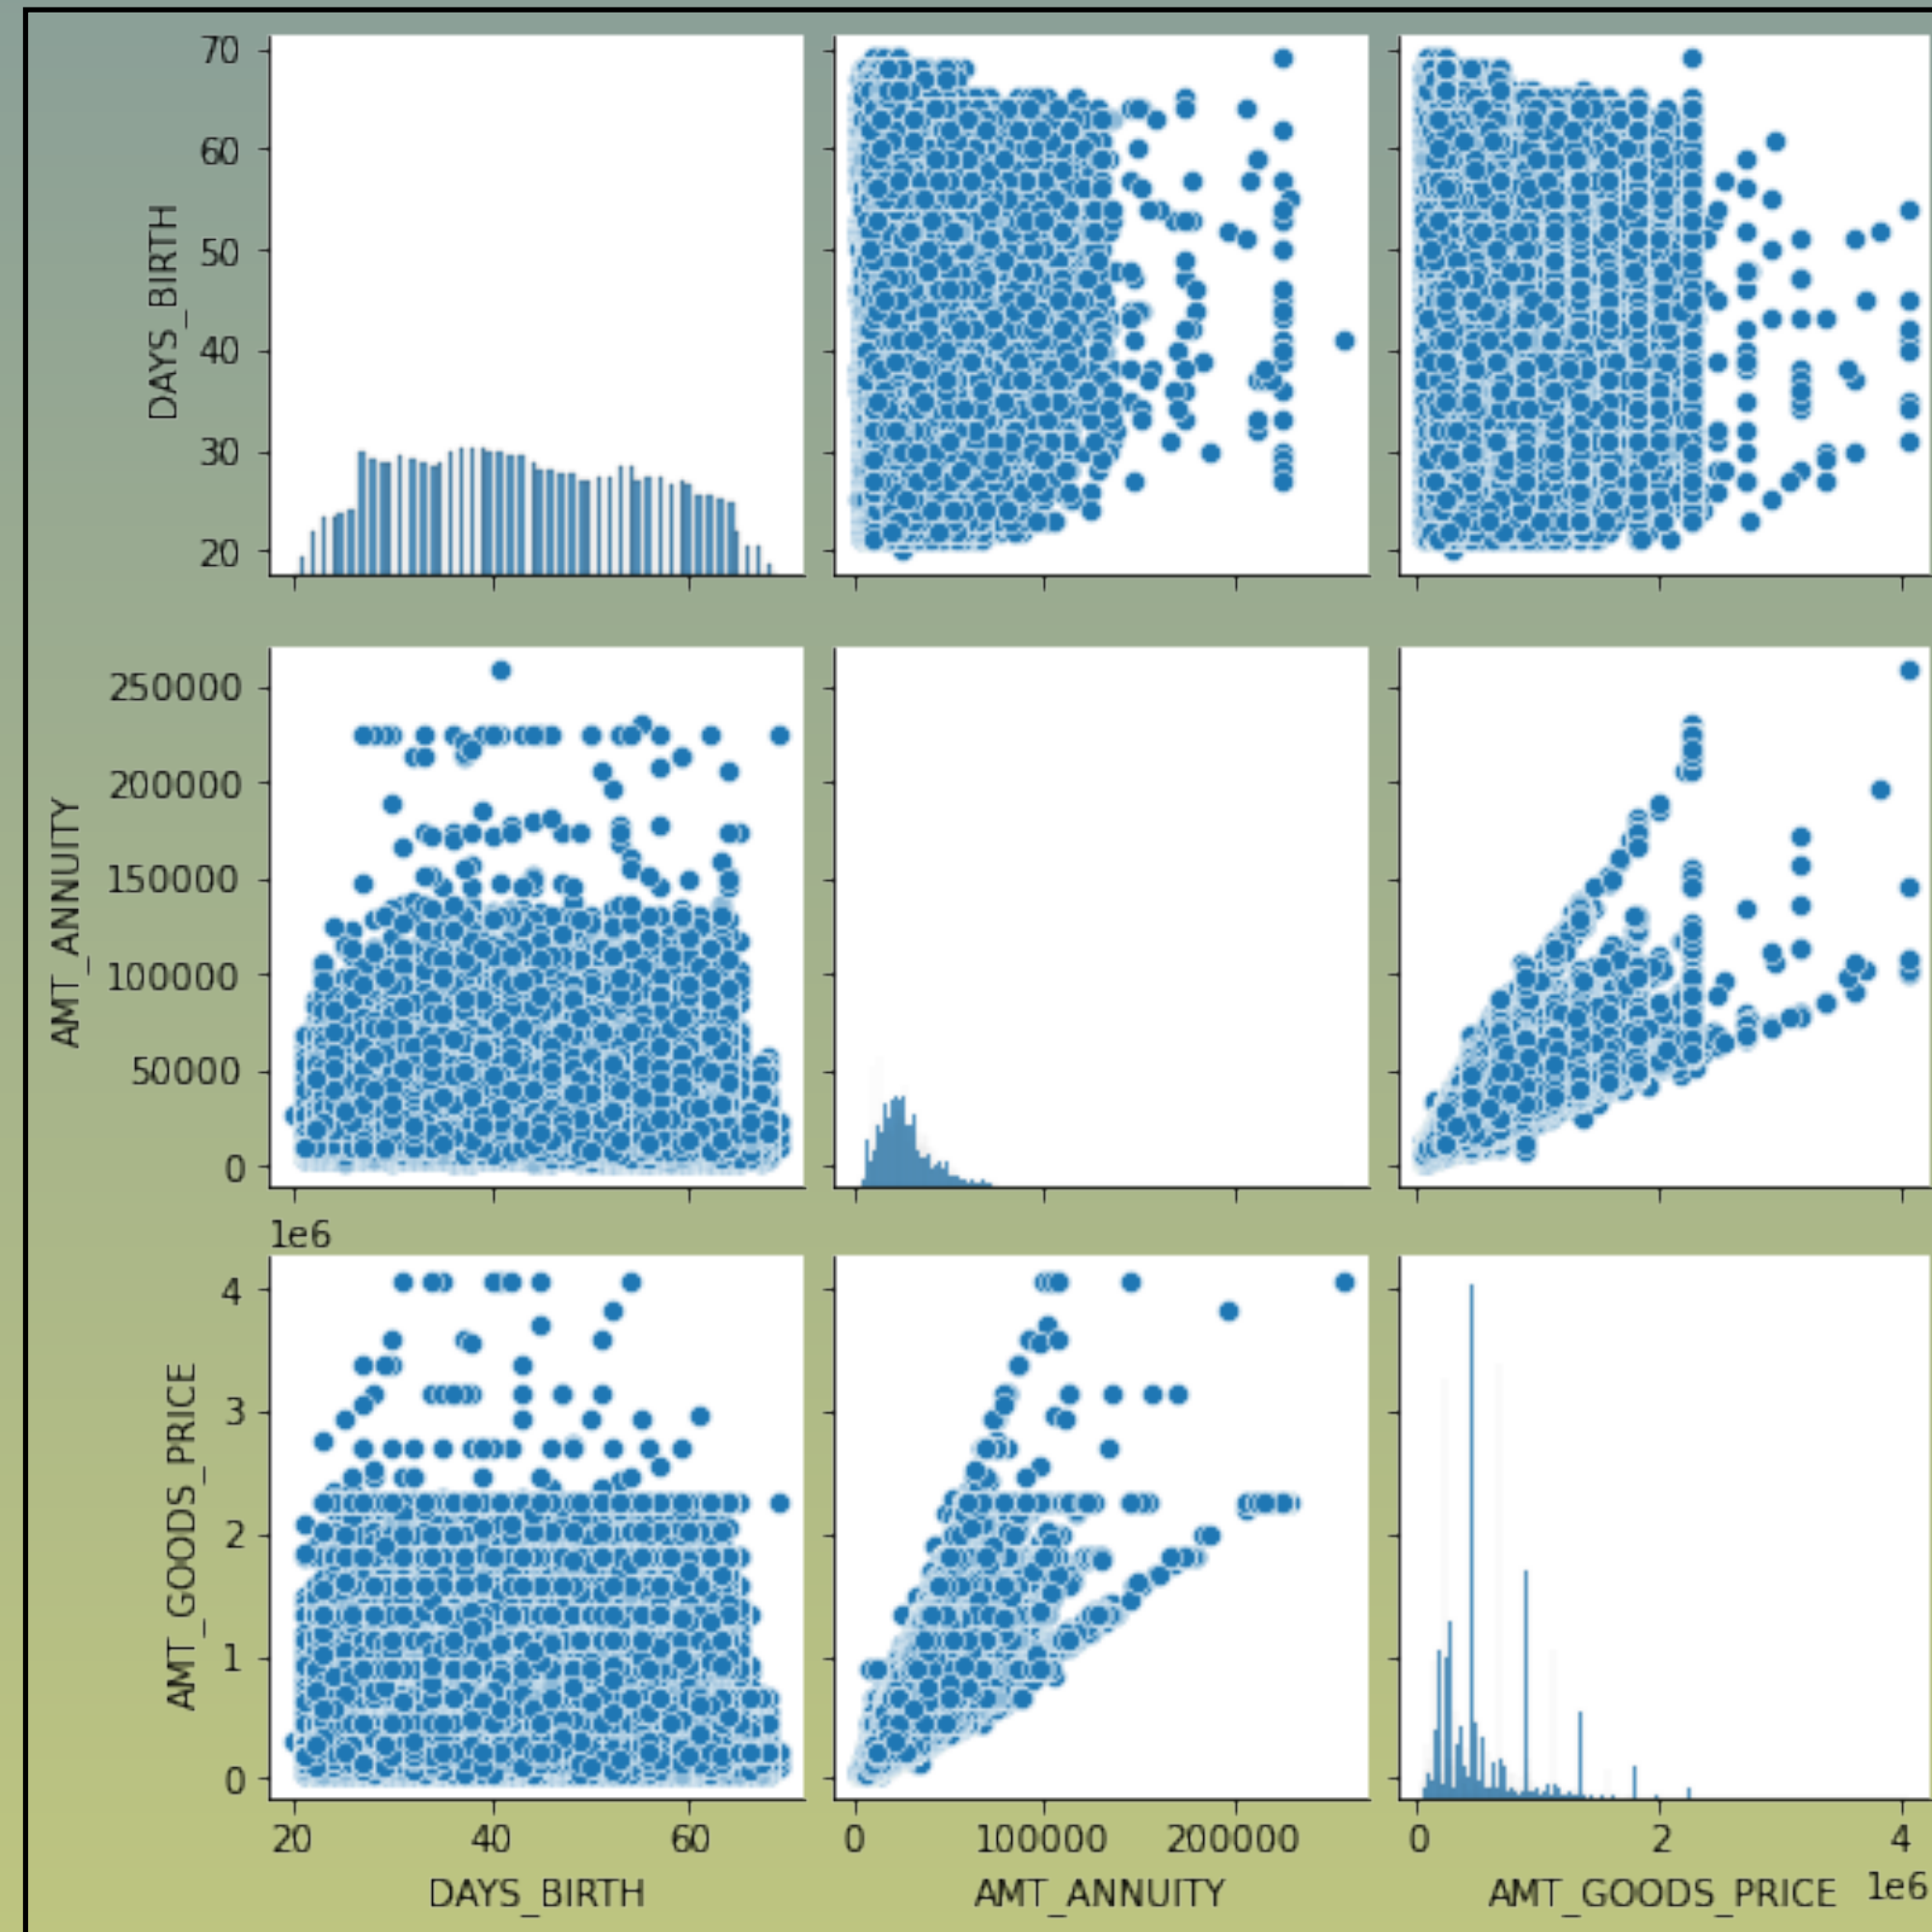 70
60
50
40
30
20
DAYS_BIRTH
250000
200000
150000
100000
50000
0
AMT_ANNUITY
1e6
4
3
2
1
0
AMT_GOODS_PRICE
20 40 60 0 100000 200000 0 2 4
DAYS_BIRTH AMT_ANNUITY AMT_GOODS_PRICE 1e6